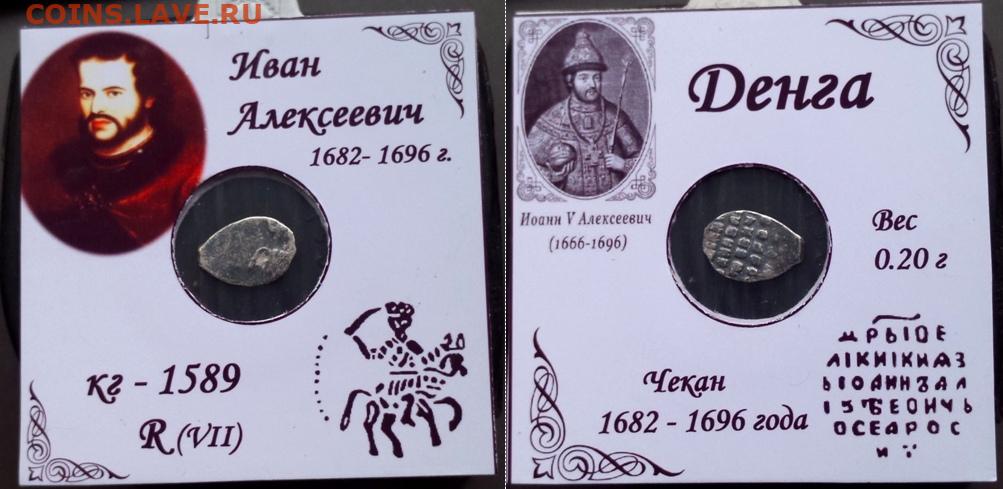 COINS.LAVE.РУ
Иван
Алексеевич
1682- 1696 г.
кг - 1589
R (VII)
Денга
Иоанн V Алексеевич
(1666-1696)
Вес
0.20 г
Чекан
1682 - 1696 года